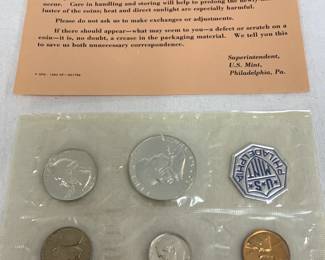 occur. Care in handling and storing will help to prolong the newly-mint
luster of the coins; heat and direct sunlight are especially harmful.
Please do not ask us to make exchanges or adjustments.
If there should appear—what may seem to you—a defect or scratch on a
coin—it is, no doubt, a crease in the packaging material. We tell you this
to save us both unnecessary correspondence.
Superintendent,
U.S. Mint,
Philadelphia, Pa.
PHILADELPHIA
U.S. MINT